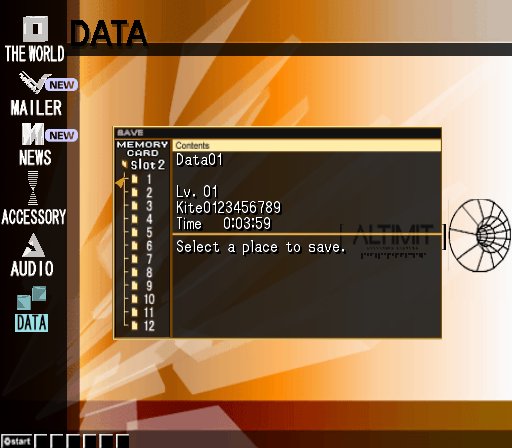 DATA
THE WORLD
NEW
MAILER
NEW
NEWS
ACCESSORY
AUDIO
DATA
SAVE
MEMORY
CARD
Slot2
1
2
3
4
5
6
7
8
9
10
11
12
Contents
Data01
Lv. 01
Kite0123456789
Time 0:03:59
Select a place to save.
ALTIMIT
start